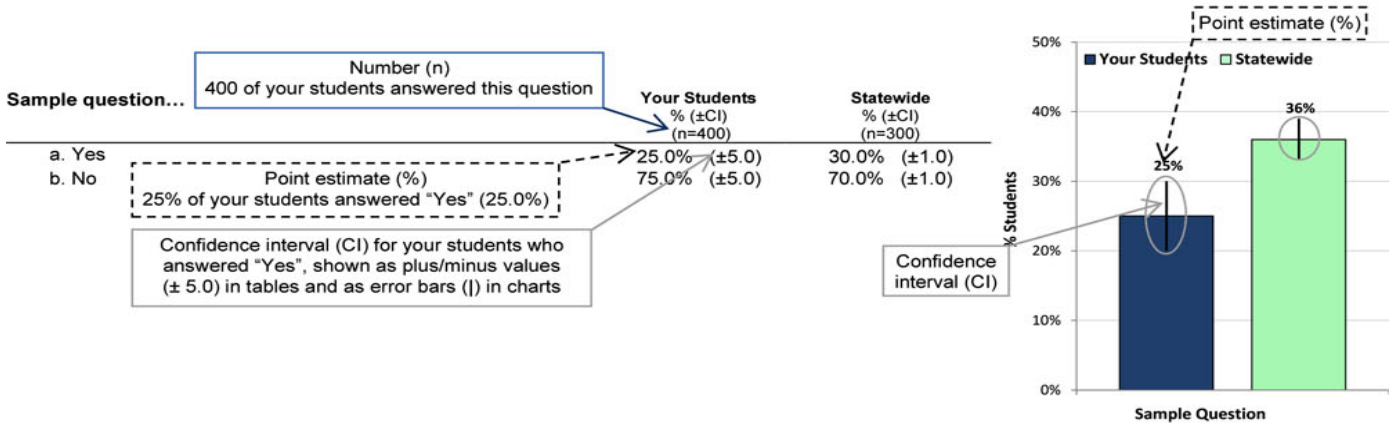 Number (n)
400 of your students answered this question
Sample question…
Your Students
% (±CI)
(n=400)
Statewide
% (±CI)
(n=300)
a. Yes 25.0% (±5.0) 30.0% (±1.0)
b. No 75.0% (±5.0) 70.0% (±1.0)
Point estimate (%)
25% of your students answered “Yes” (25.0%)
Confidence interval (CI) for your students who
answered “Yes”, shown as plus/minus values
(± 5.0) in tables and as error bars (|) in charts
Point estimate (%)
50%
Your Students Statewide
40%
36%
25%
30%
% Students
20%
Confidence
interval (CI)
10%
0%
Sample Question